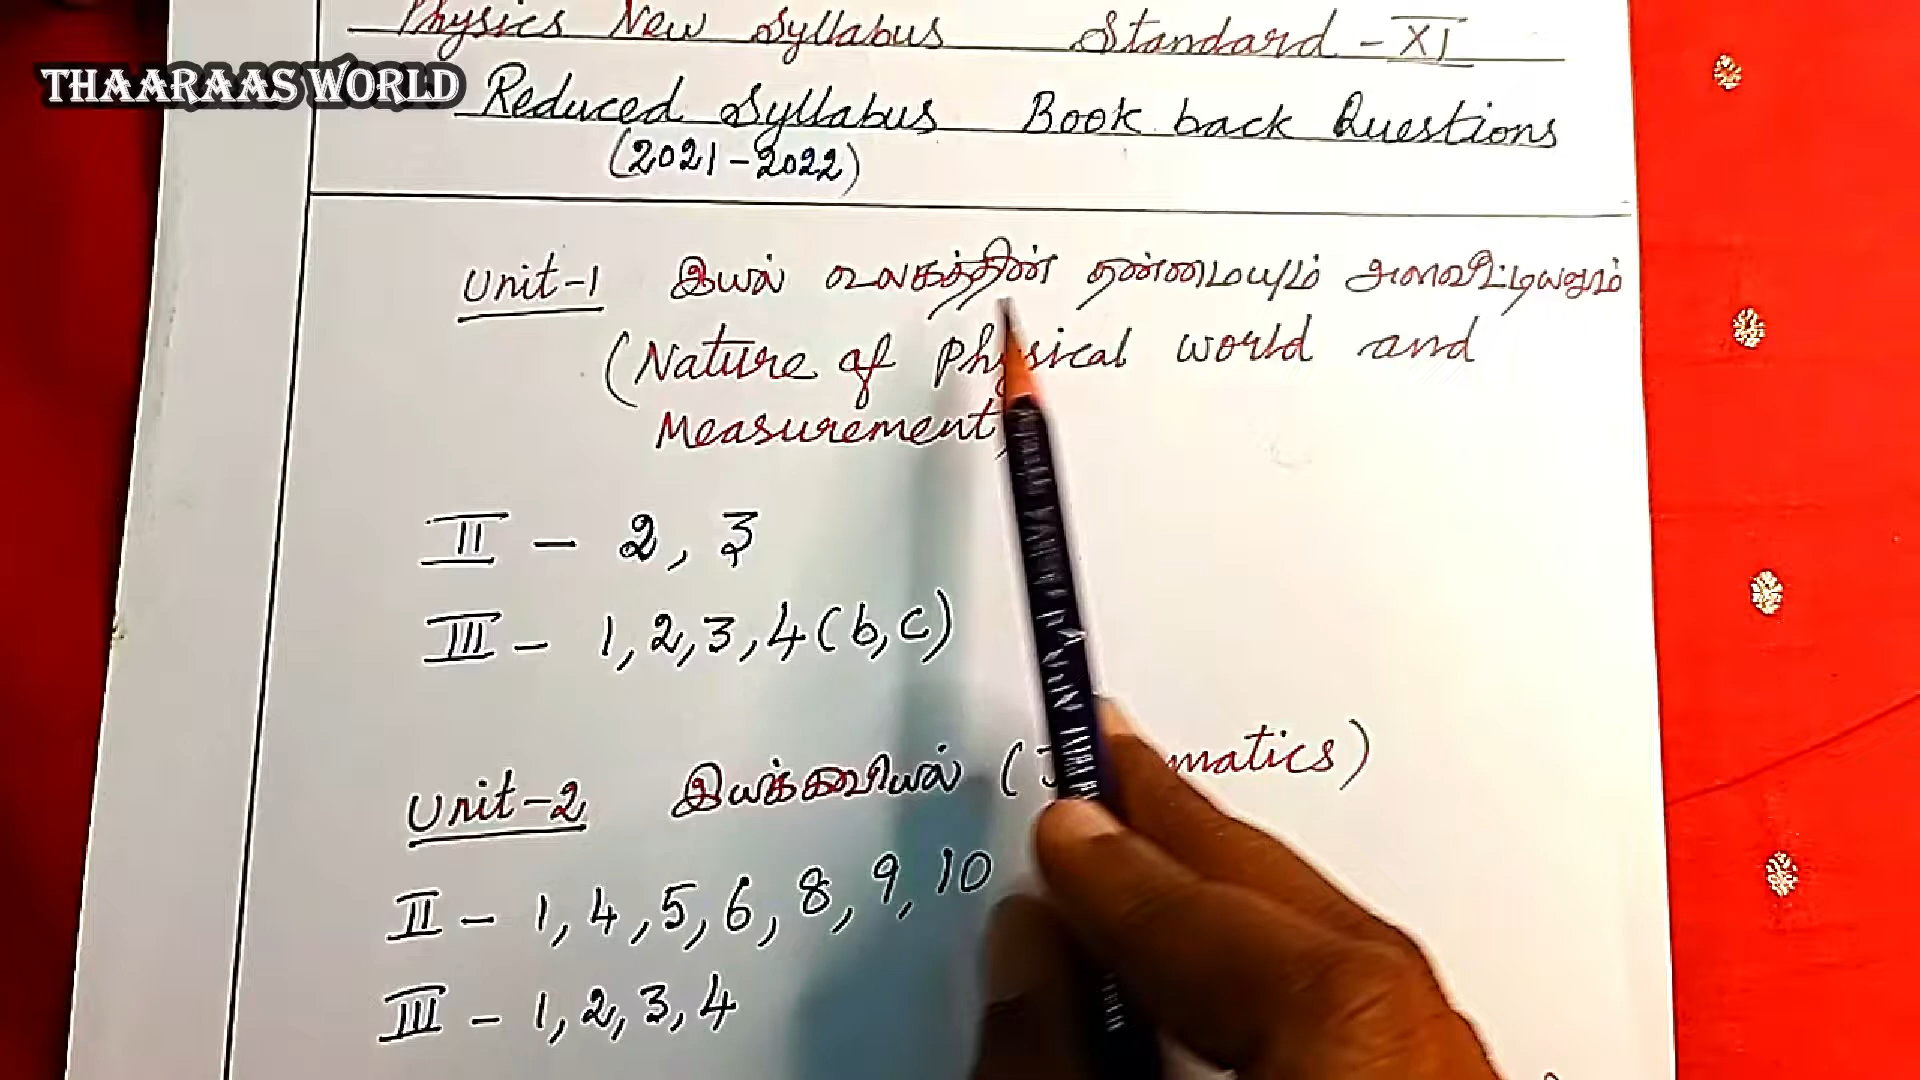 Physics New Syllabus Standard - XI
THAARAAS WORLD
Reduced Syllabus Book back Questions
(2021-2022)
Unit-1 இயல் உலகத்தின் தன்மையும் அளவீட்டியலும்
(Nature of Physical world and
Measurement)
II - 2, 3
III - 1, 2, 3, 4 (b, c)
Unit-2 இயக்கவியல் ( matics)
II - 1, 4, 5, 6, 8, 9, 10
III - 1, 2, 3, 4